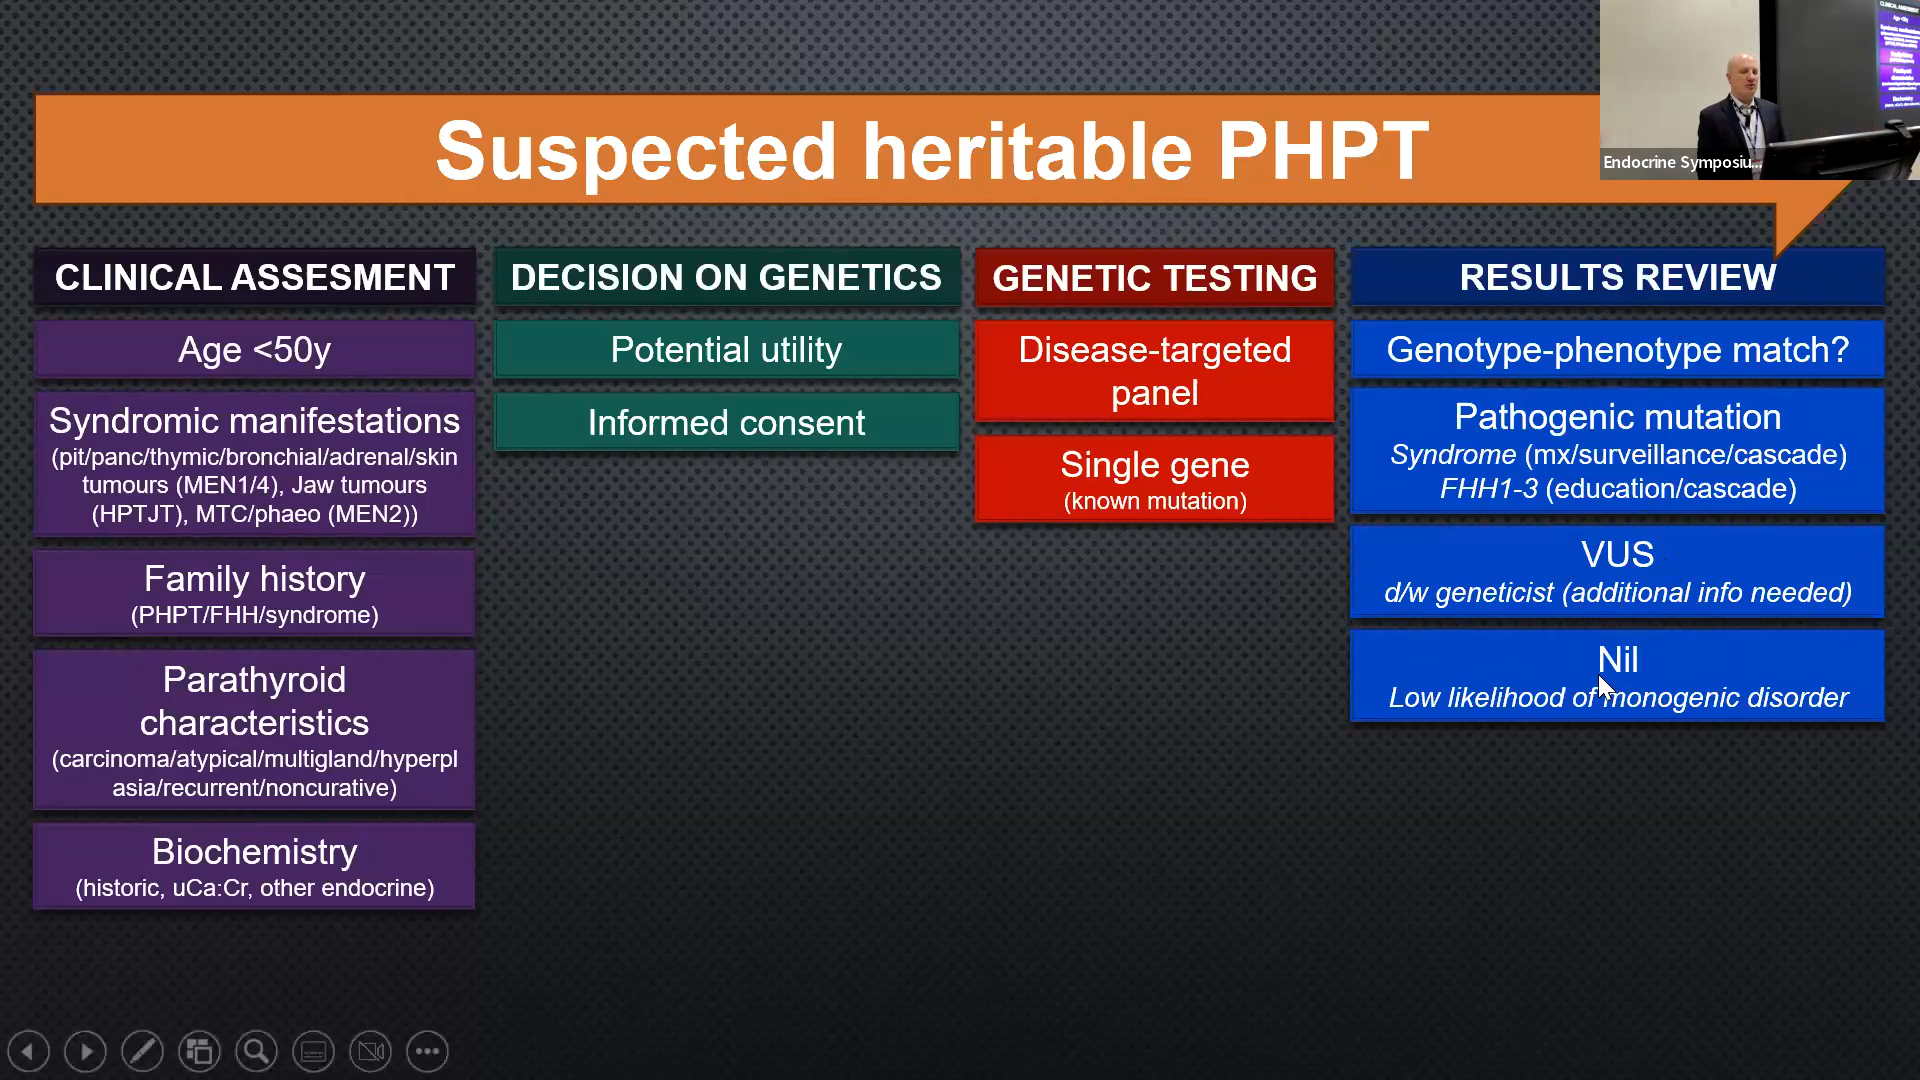 Suspected heritable PHPT
Endocrine Symposiu...
CLINICAL ASSESMENT
Age <50y
Syndromic manifestations
(pit/panc/thymic/bronchial/adrenal/skin
tumours (MEN1/4), Jaw tumours
(HPTJT), MTC/phaeo (MEN2))
Family history
(PHPT/FHH/syndrome)
Parathyroid
characteristics
(carcinoma/atypical/multigland/hyperpl
asia/recurrent/noncurative)
Biochemistry
(historic, uCa:Cr, other endocrine)
DECISION ON GENETICS
Potential utility
Informed consent
GENETIC TESTING
Disease-targeted
panel
Single gene
(known mutation)
RESULTS REVIEW
Genotype-phenotype match?
Pathogenic mutation
Syndrome (mx/surveillance/cascade)
FHH1-3 (education/cascade)
VUS
d/w geneticist (additional info needed)
Nil
Low likelihood of monogenic disorder